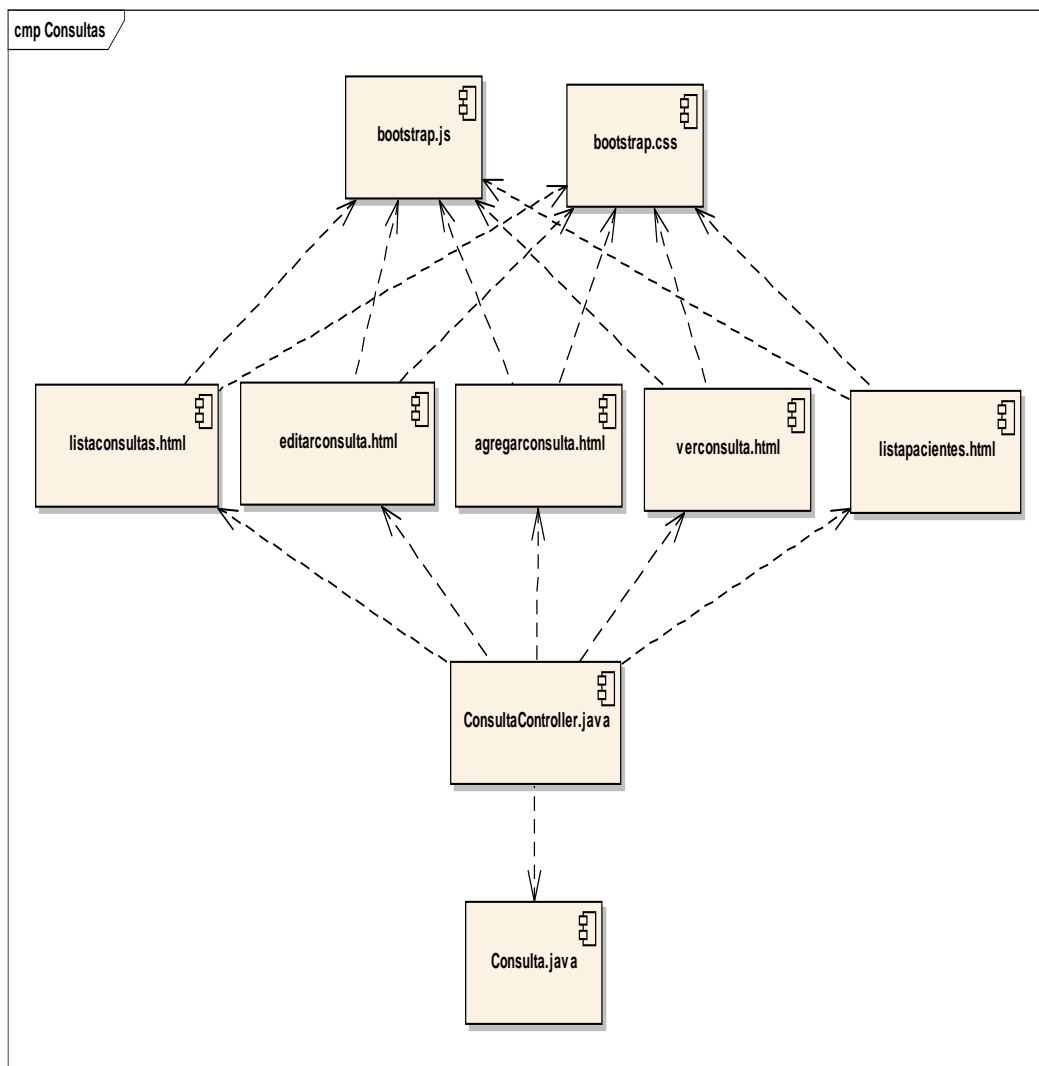 cmp Consultas
bootstrap.js
bootstrap.css
listaconsultas.html
editarconsulta.html
agregarconsulta.html
verconsulta.html
listapacientes.html
ConsultaController.java
Consulta.java